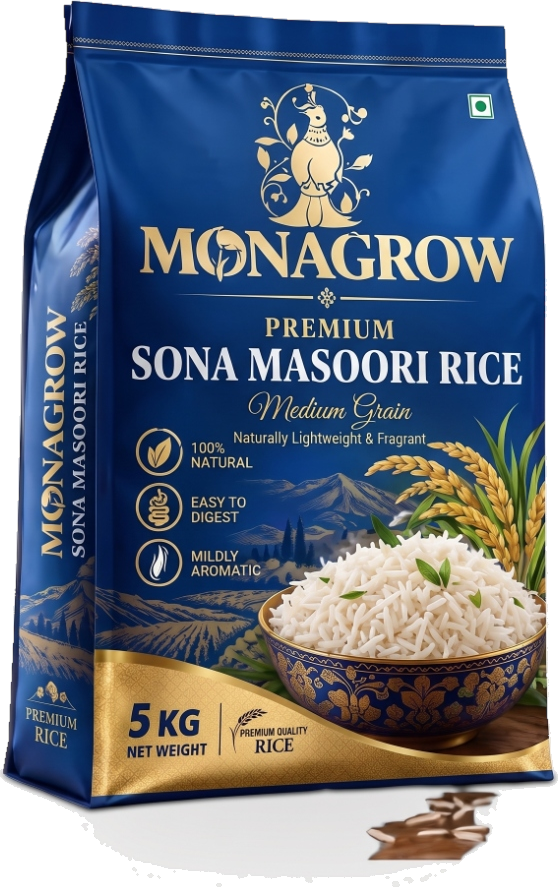 MONAGROW
PREMIUM
SONA MASOORI RICE
Medium Grain
Naturally Lightweight & Fragrant
100%
NATURAL
EASY TO
DIGEST
MILDLY
AROMATIC
5 KG
NET WEIGHT
PREMIUM QUALITY
RICE
MONAGROW
SONA MASOORI RICE
PREMIUM
RICE